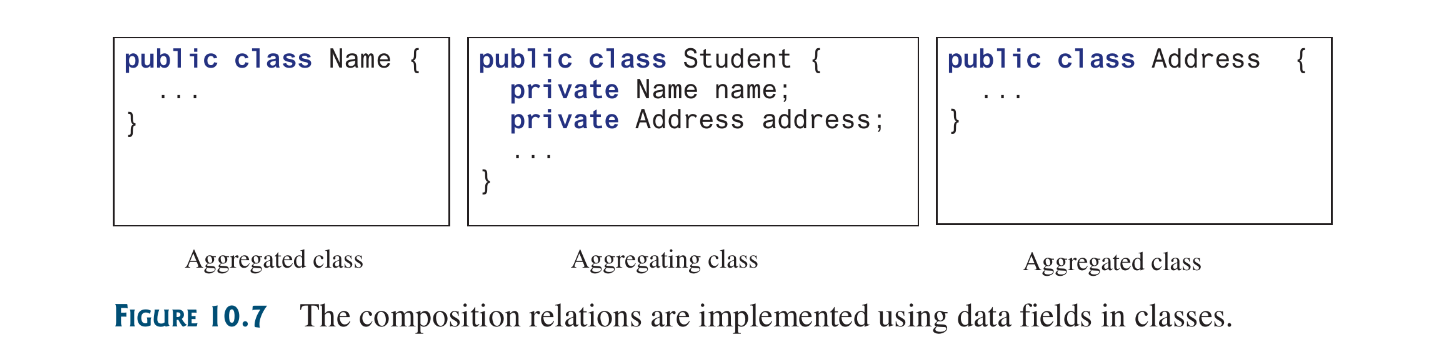 public class Name {
...
}
Aggregated class
public class Student {
private Name name;
private Address address;
...
}
Aggregating class
public class Address {
...
}
Aggregated class
FIGURE 10.7 The composition relations are implemented using data fields in classes.